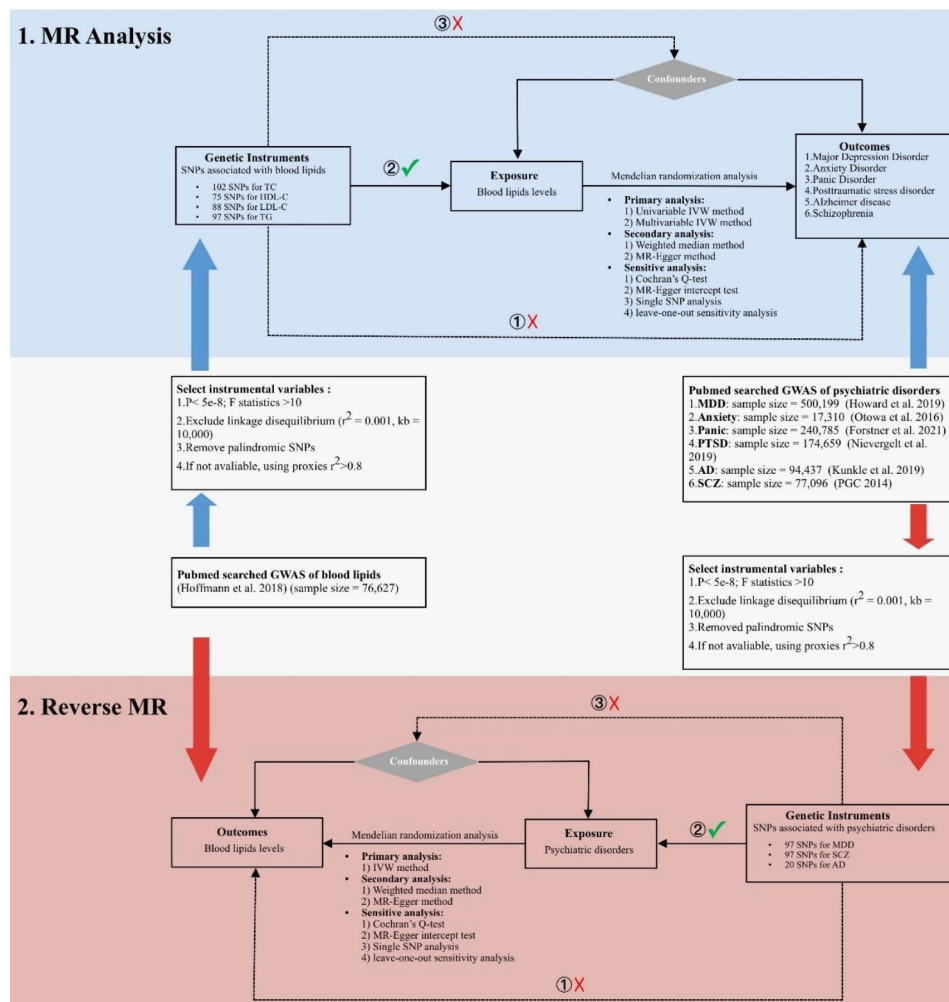 1. MR Analysis
③X
Confounders
Genetic Instruments
SNPs associated with blood lipids
• 102 SNPs for TC
• 75 SNPs for HDL-C
• 88 SNPs for LDL-C
• 97 SNPs for TG
②✓
Exposure
Blood lipids levels
Mendelian randomization analysis
• Primary analysis:
1) Univariable IVW method
2) Multivariable IVW method
• Secondary analysis:
1) Weighted median method
2) MR-Egger method
• Sensitive analysis:
1) Cochran's Q-test
2) MR-Egger intercept test
3) Single SNP analysis
4) leave-one-out sensitivity analysis
Outcomes
1.Major Depression Disorder
2.Anxiety Disorder
3.Panic Disorder
4.Posttraumatic stress disorder
5.Alzheimer disease
6.Schizophrenia
①X
Select instrumental variables :
1.P< 5e-8; F statistics >10
2.Exclude linkage disequilibrium (r² = 0.001, kb =
10,000)
3.Remove palindromic SNPs
4.If not avaliable, using proxies r²>0.8
Pubmed searched GWAS of blood lipids
(Hoffmann et al. 2018) (sample size = 76,627)
Pubmed searched GWAS of psychiatric disorders
1.MDD: sample size = 500,199 (Howard et al. 2019)
2.Anxiety: sample size = 17,310 (Otowa et al. 2016)
3.Panic: sample size = 240,785 (Forstner et al. 2021)
4.PTSD: sample size = 174,659 (Nievergelt et al.
2019)
5.AD: sample size = 94,437 (Kunkle et al. 2019)
6.SCZ: sample size = 77,096 (PGC 2014)
Select instrumental variables :
1.P< 5e-8; F statistics >10
2.Exclude linkage disequilibrium (r² = 0.001, kb =
10,000)
3.Removed palindromic SNPs
4.If not avaliable, using proxies r²>0.8
2. Reverse MR
③X
Confounders
Outcomes
Blood lipids levels
Mendelian randomization analysis
• Primary analysis:
1) IVW method
• Secondary analysis:
1) Weighted median method
2) MR-Egger method
• Sensitive analysis:
1) Cochran's Q-test
2) MR-Egger intercept test
3) Single SNP analysis
4) leave-one-out sensitivity analysis
Exposure
Psychiatric disorders
②✓
Genetic Instruments
SNPs associated with psychiatric disorders
• 97 SNPs for MDD
• 97 SNPs for SCZ
• 20 SNPs for AD
①X